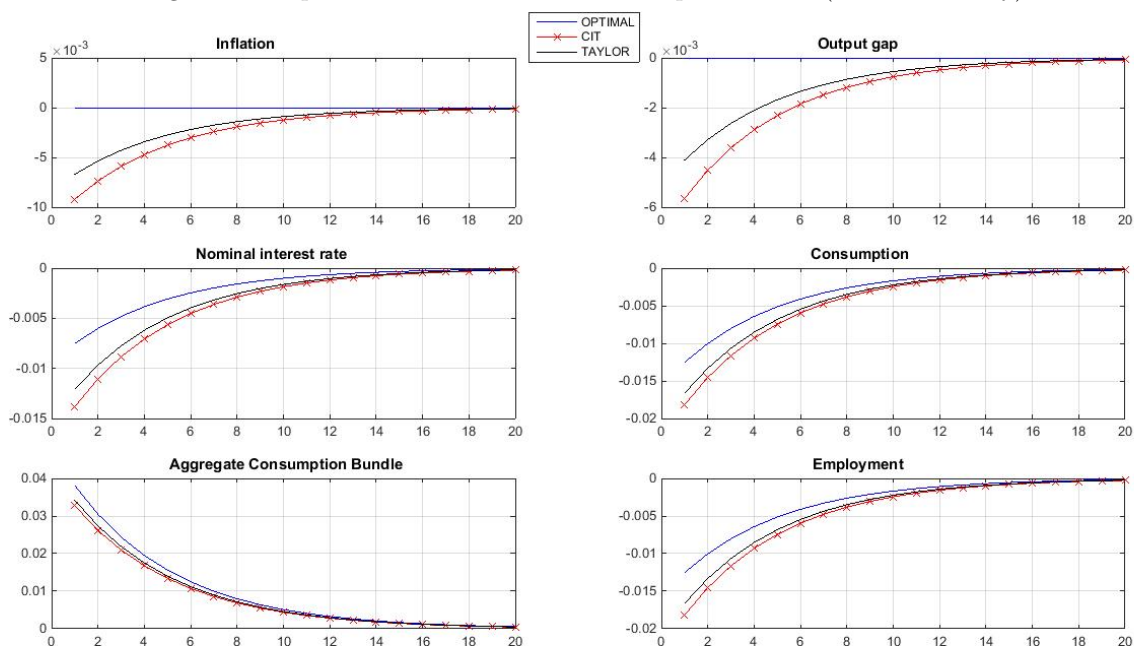 OPTIMAL
CIT
TAYLOR
Inflation
×10⁻³
5
0
-5
-10
0 2 4 6 8 10 12 14 16 18 20
Output gap
×10⁻³
0
-2
-4
-6
0 2 4 6 8 10 12 14 16 18 20
Nominal interest rate
0
-0.005
-0.01
-0.015
0 2 4 6 8 10 12 14 16 18 20
Consumption
0
-0.005
-0.01
-0.015
-0.02
0 2 4 6 8 10 12 14 16 18 20
Aggregate Consumption Bundle
0.04
0.03
0.02
0.01
0
0 2 4 6 8 10 12 14 16 18 20
Employment
0
-0.005
-0.01
-0.015
-0.02
0 2 4 6 8 10 12 14 16 18 20